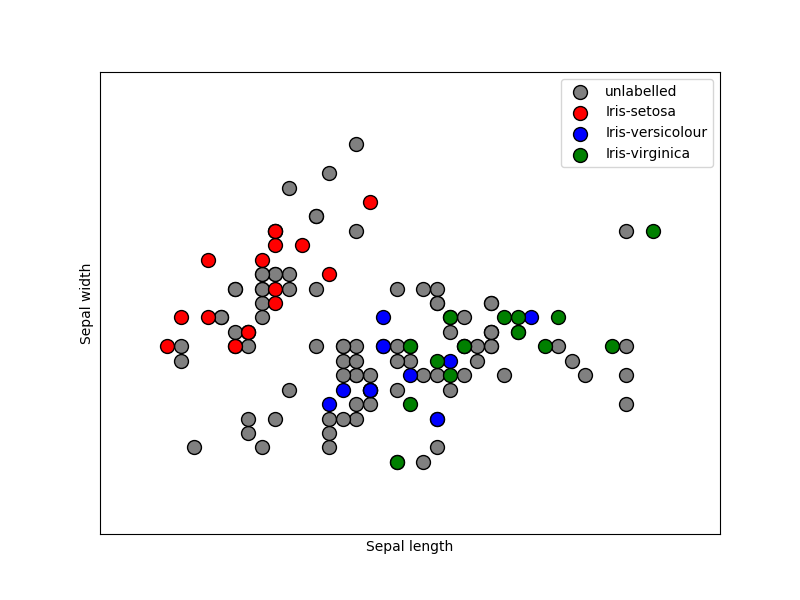 unlabelled
Iris-setosa
Iris-versicolour
Iris-virginica
Sepal width
Sepal length